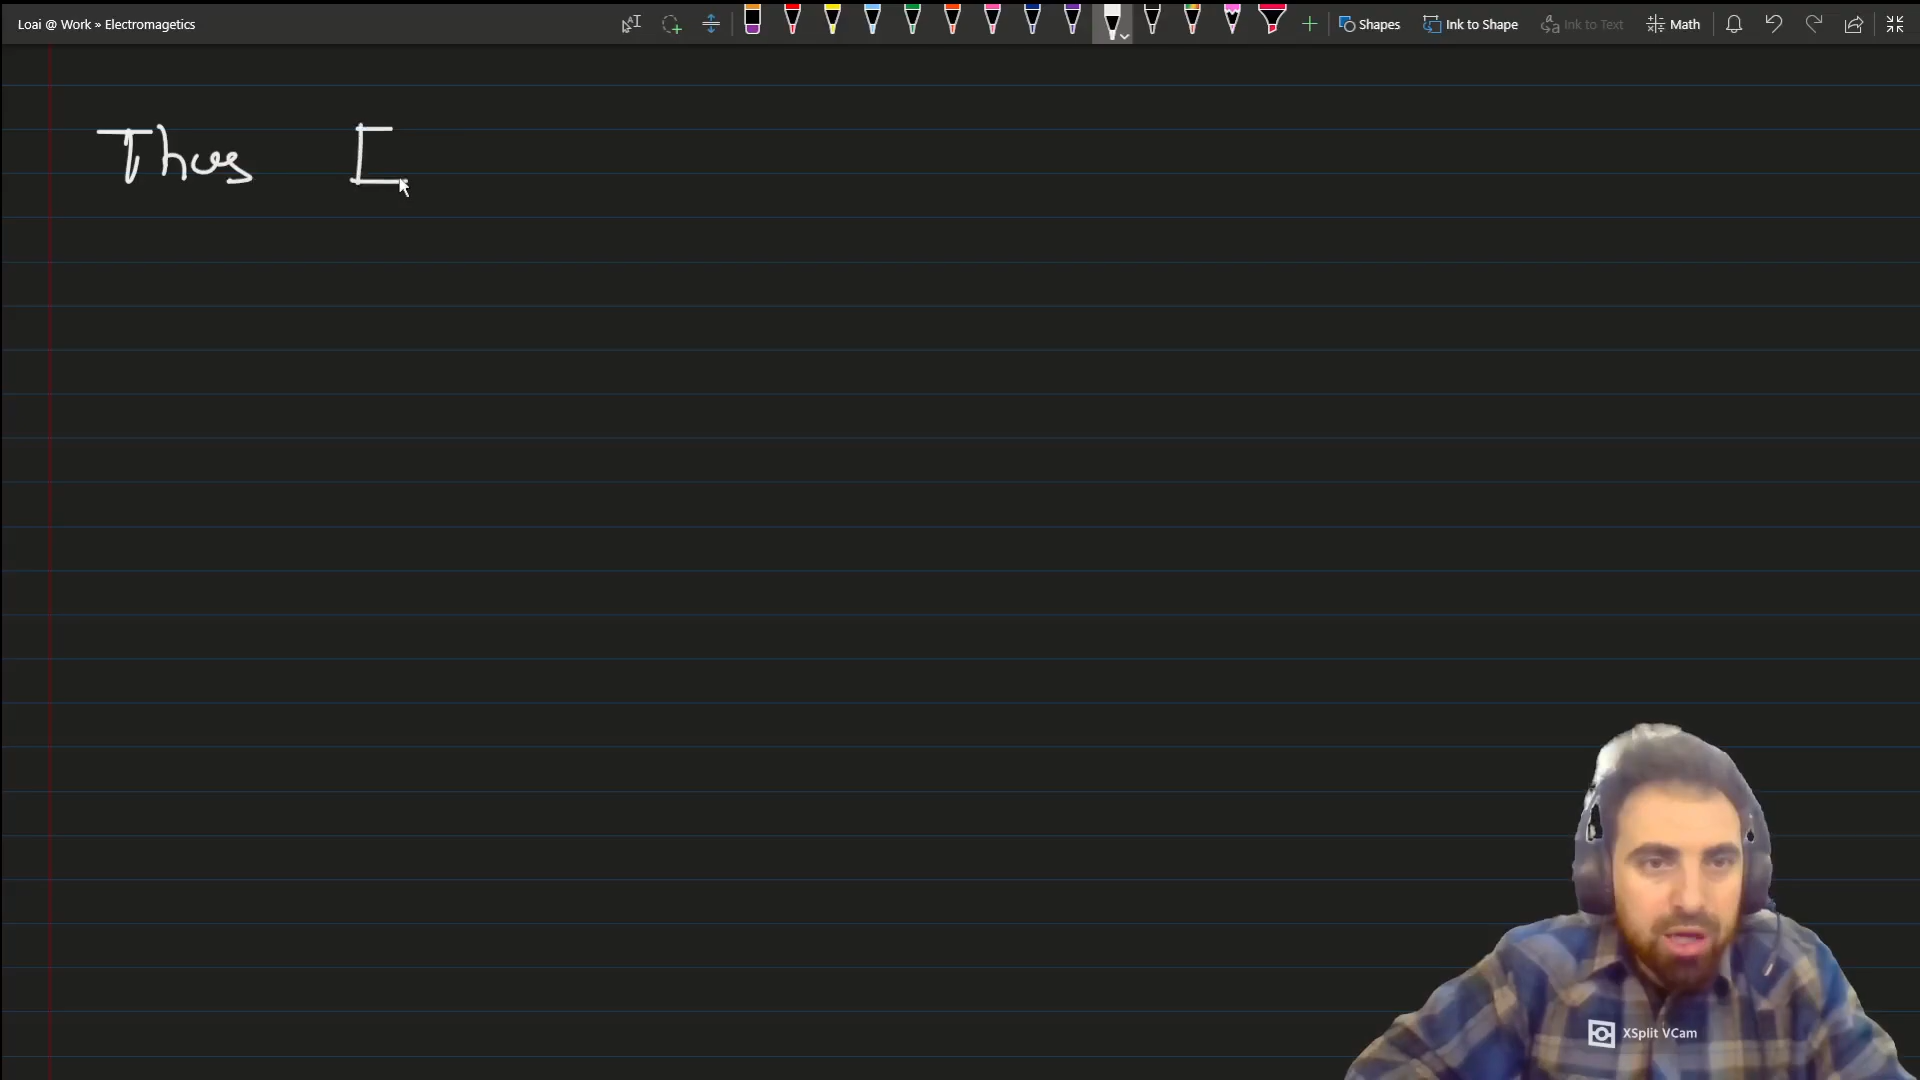 Loai @ Work » Electromagetics
Shapes
Ink to Shape
Ink to Text
Math
Thus [
XSplit VCam